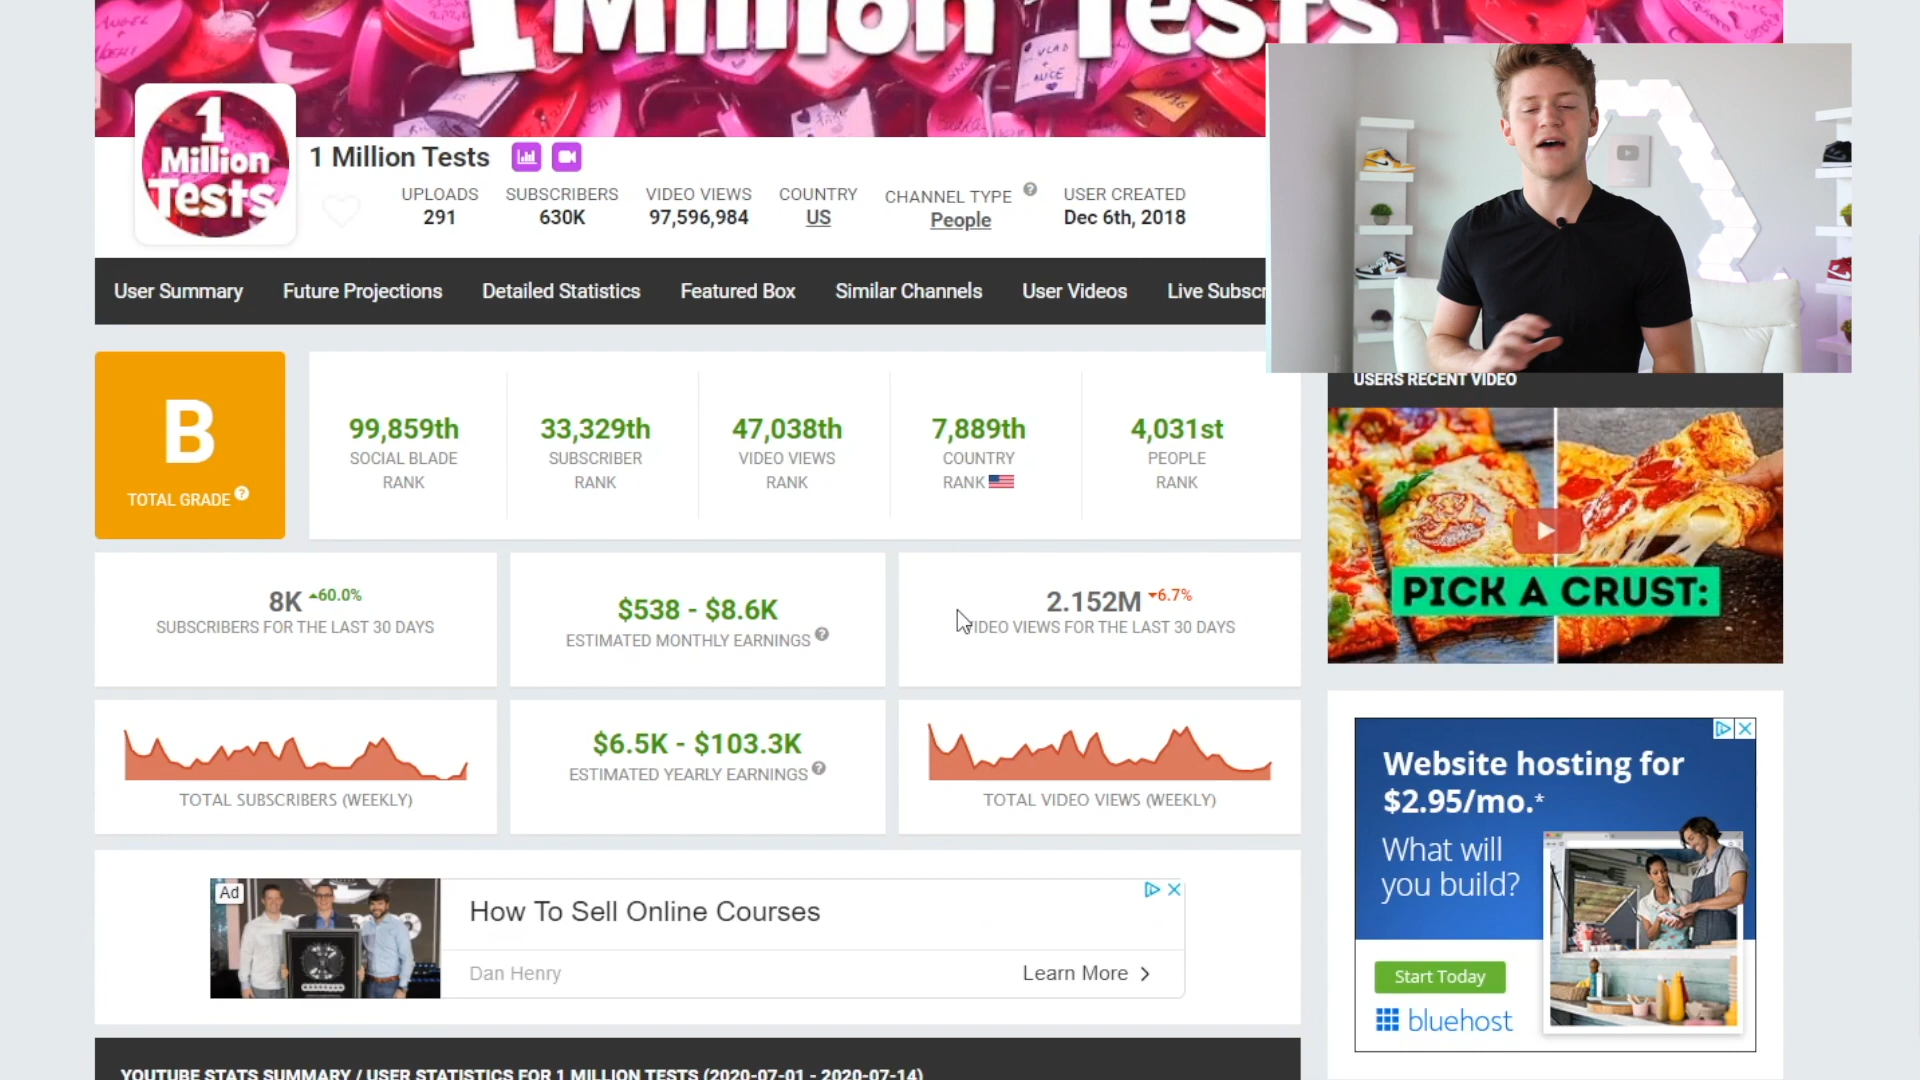 1 Million Tests
VLAD
+
ALICE
1
Million
Tests
1 Million Tests
UPLOADS
291
SUBSCRIBERS
630K
VIDEO VIEWS
97,596,984
COUNTRY
US
CHANNEL TYPE ?
People
USER CREATED
Dec 6th, 2018
User Summary Future Projections Detailed Statistics Featured Box Similar Channels User Videos Live Subscr
B
TOTAL GRADE ?
99,859th
SOCIAL BLADE
RANK
33,329th
SUBSCRIBER
RANK
47,038th
VIDEO VIEWS
RANK
7,889th
COUNTRY
RANK
4,031st
PEOPLE
RANK
USERS RECENT VIDEO
PICK A CRUST:
8K 60.0%
SUBSCRIBERS FOR THE LAST 30 DAYS
$538 - $8.6K
ESTIMATED MONTHLY EARNINGS ?
2.152M 6.7%
VIDEO VIEWS FOR THE LAST 30 DAYS
TOTAL SUBSCRIBERS (WEEKLY)
$6.5K - $103.3K
ESTIMATED YEARLY EARNINGS ?
TOTAL VIDEO VIEWS (WEEKLY)
Ad
How To Sell Online Courses
Dan Henry
Learn More
Website hosting for
$2.95/mo.*
What will
you build?
Start Today
bluehost
YOUTUBE STATS SUMMARY / USER STATISTICS FOR 1 MILLION TESTS (2020-07-01 - 2020-07-14)